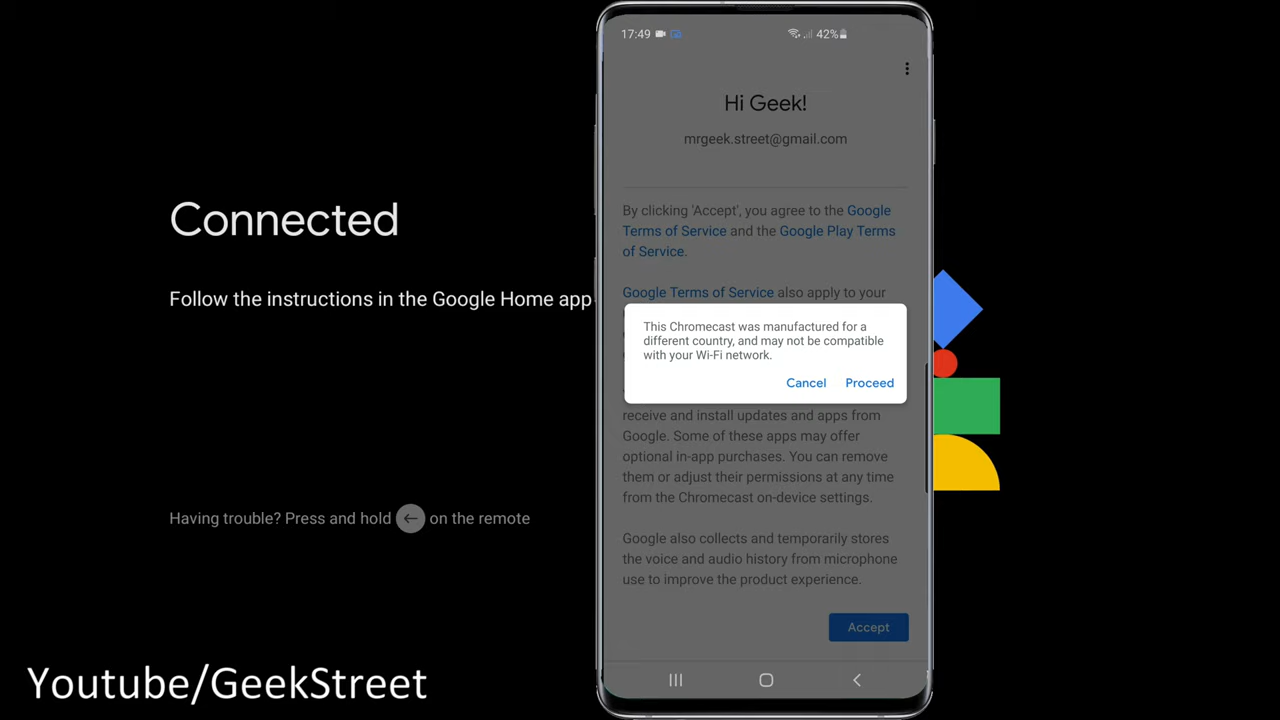 Connected
Follow the instructions in the Google Home app
Having trouble? Press and hold on the remote
Youtube/GeekStreet
17:49
42%
Hi Geek!
mrgeek.street@gmail.com
By clicking 'Accept', you agree to the Google
Terms of Service and the Google Play Terms
of Service.
Google Terms of Service also apply to your
This Chromecast was manufactured for a
different country, and may not be compatible
with your Wi-Fi network.
Cancel Proceed
receive and install updates and apps from
Google. Some of these apps may offer
optional in-app purchases. You can remove
them or adjust their permissions at any time
from the Chromecast on-device settings.
Google also collects and temporarily stores
the voice and audio history from microphone
use to improve the product experience.
Accept